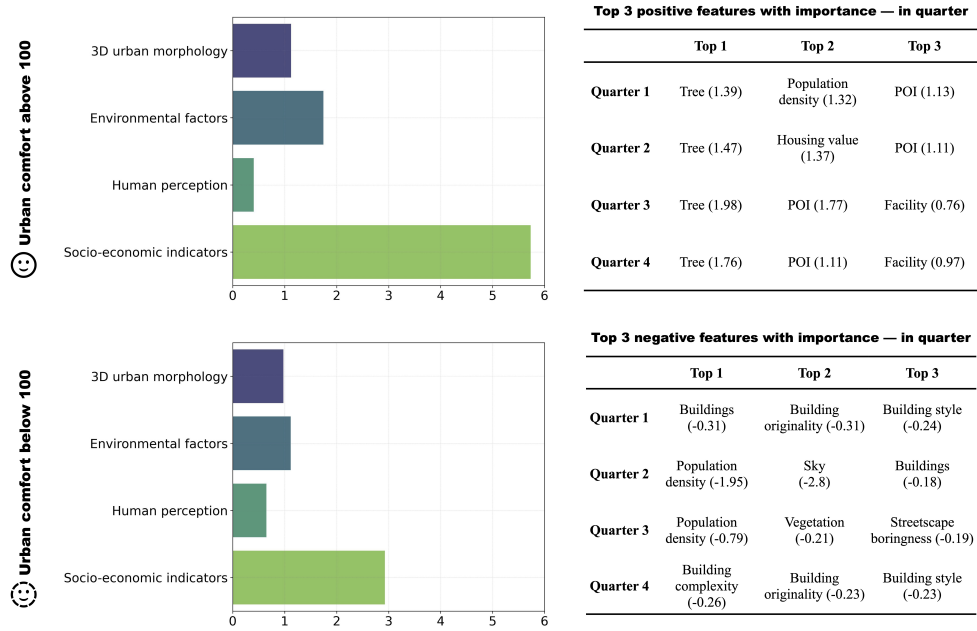 Urban comfort above 100
3D urban morphology
Environmental factors
Human perception
Socio-economic indicators
0 1 2 3 4 5 6
Top 3 positive features with importance — in quarter
Top 1 Top 2 Top 3
Quarter 1 Tree (1.39) Population density (1.32) POI (1.13)
Quarter 2 Tree (1.47) Housing value (1.37) POI (1.11)
Quarter 3 Tree (1.98) POI (1.77) Facility (0.76)
Quarter 4 Tree (1.76) POI (1.11) Facility (0.97)
Urban comfort below 100
3D urban morphology
Environmental factors
Human perception
Socio-economic indicators
0 1 2 3 4 5 6
Top 3 negative features with importance — in quarter
Top 1 Top 2 Top 3
Quarter 1 Buildings (-0.31) Building originality (-0.31) Building style (-0.24)
Quarter 2 Population density (-1.95) Sky (-2.8) Buildings (-0.18)
Quarter 3 Population density (-0.79) Vegetation (-0.21) Streetscape boringness (-0.19)
Quarter 4 Building complexity (-0.26) Building originality (-0.23) Building style (-0.23)